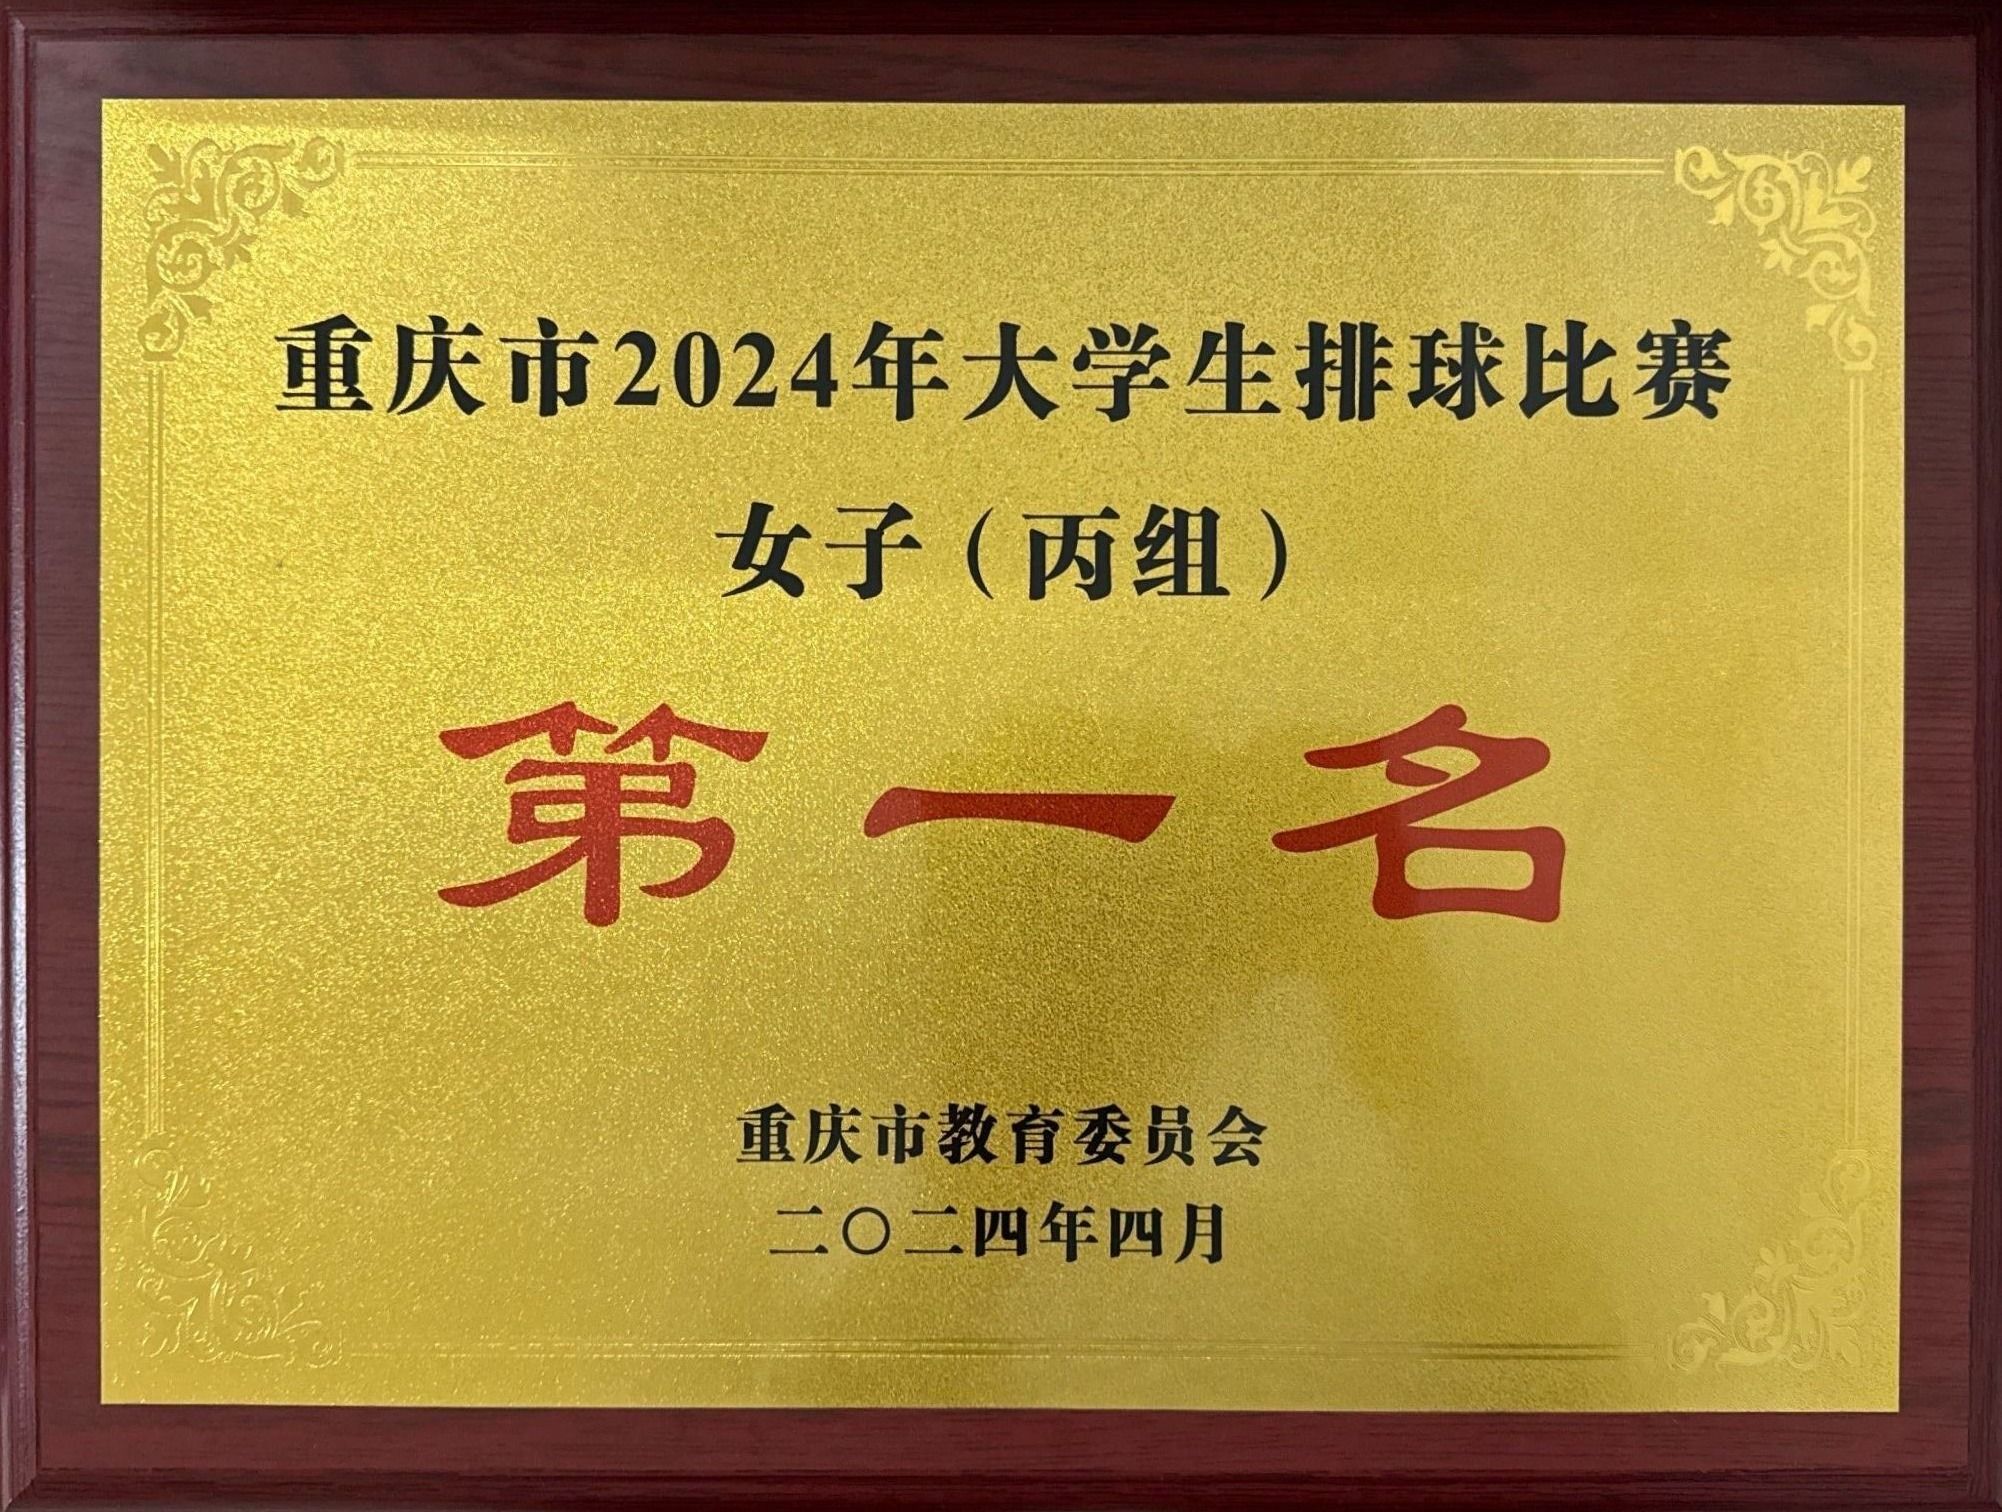 重庆市2024年大学生排球比赛
女子（丙组）
第一名
重庆市教育委员会
二〇二四年四月